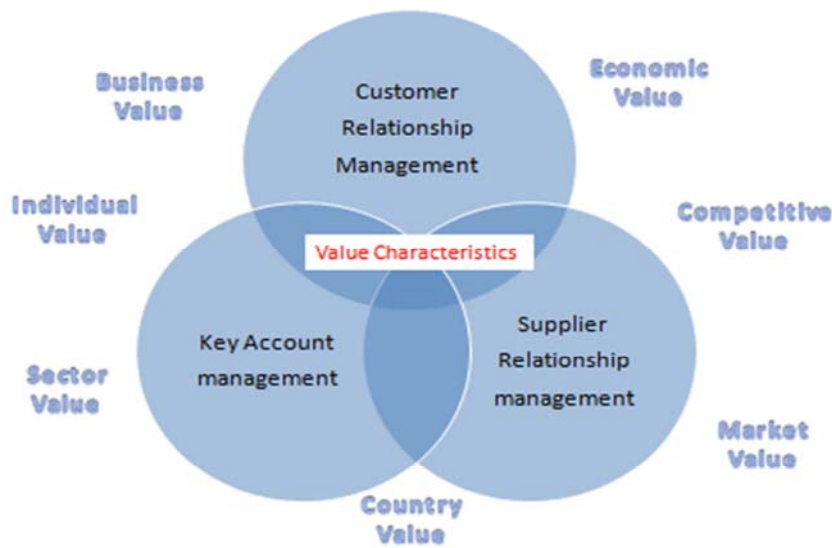 Business
Value
Economic
Value
Customer
Relationship
Management
Individual
Value
Competitive
Value
Value Characteristics
Key Account
management
Supplier
Relationship
management
Sector
Value
Market
Value
Country
Value